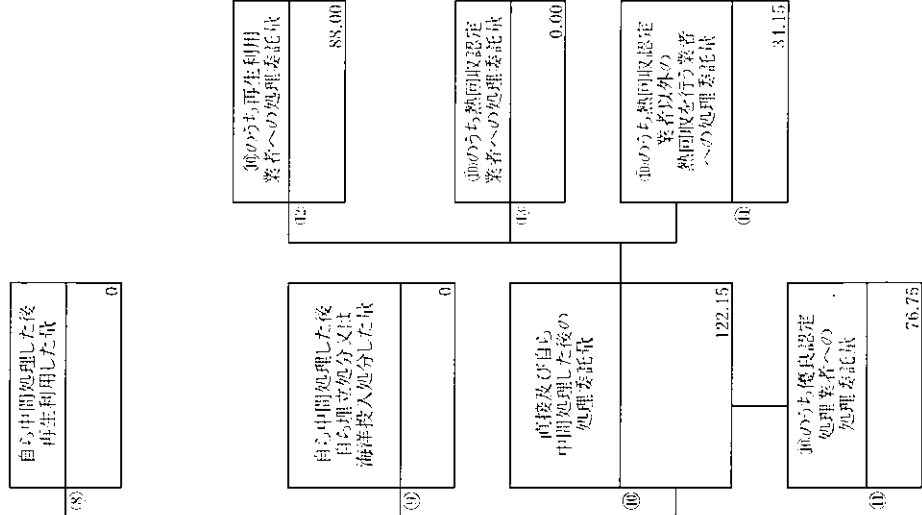 ⑧
自ら中間処理した後
再生利用した量
0
⑨
自ら中間処理した後
自ら埋立処分又は
海洋投入処分した量
0
⑩
直接及び自ら
中間処理した後の
処理委託量
122.15
⑪
⑩のうち優良認定
処理業者への
処理委託量
76.75
⑫
⑩のうち再生利用
業者への処理委託量
88.00
⑬
⑩のうち熱回収認定
業者への処理委託量
0.00
⑭
⑩のうち熱回収認定
業者以外の
熱回収を行う業者
への処理委託量
34.15